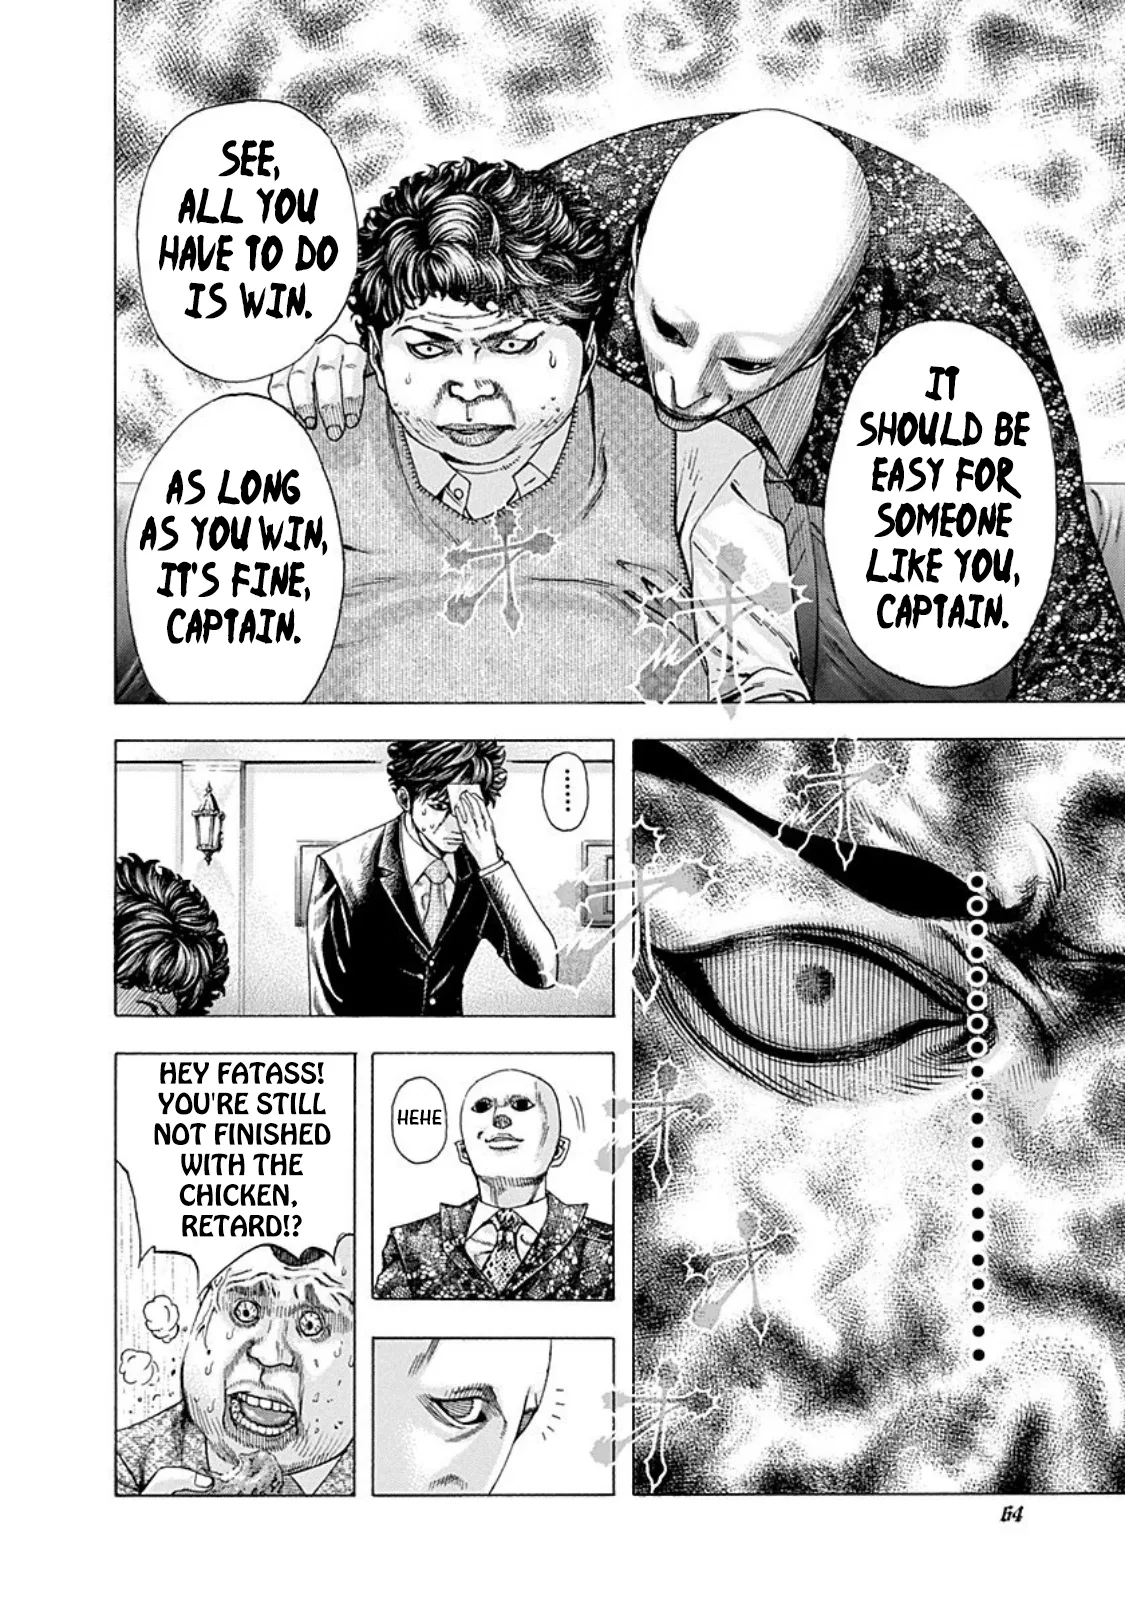 IT
SHOULD BE
EASY FOR
SOMEONE
LIKE YOU,
CAPTAIN.
SEE,
ALL YOU
HAVE TO DO
IS WIN.
AS LONG
AS YOU WIN,
IT'S FINE,
CAPTAIN.
HEHE
HEY FATASS!
YOU'RE STILL
NOT FINISHED
WITH THE
CHICKEN,
RETARD!?
64